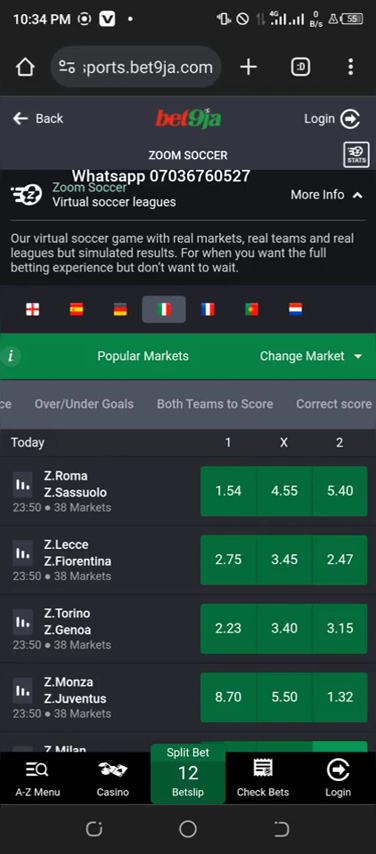 10:34 PM
4G
0
B/s
55
sports.bet9ja.com
:D
Back
bet9ja
Login
ZOOM SOCCER
STATS
Whatsapp 07036760527
Zoom Soccer
Virtual soccer leagues
More Info
Our virtual soccer game with real markets, real teams and real
leagues but simulated results. For when you want the full
betting experience but don't want to wait.
i
Popular Markets
Change Market
ce
Over/Under Goals
Both Teams to Score
Correct score
Today
1
X
2
Z.Roma
Z.Sassuolo
23:50 ● 38 Markets
1.54
4.55
5.40
Z.Lecce
Z.Fiorentina
23:50 ● 38 Markets
2.75
3.45
2.47
Z.Torino
Z.Genoa
23:50 ● 38 Markets
2.23
3.40
3.15
Z.Monza
Z.Juventus
23:50 ● 38 Markets
8.70
5.50
1.32
Z.Milan
Split Bet
12
Betslip
A-Z Menu
Casino
Check Bets
Login